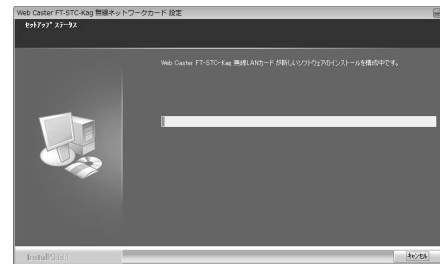 Web Caster FT-STC-Kag 無線ネットワークカード 設定
セットアップ ステータス
Web Caster FT-STC-Kag 無線LANカード が新しいソフトウェアのインストールを構成中です。
InstallShield
キャンセル